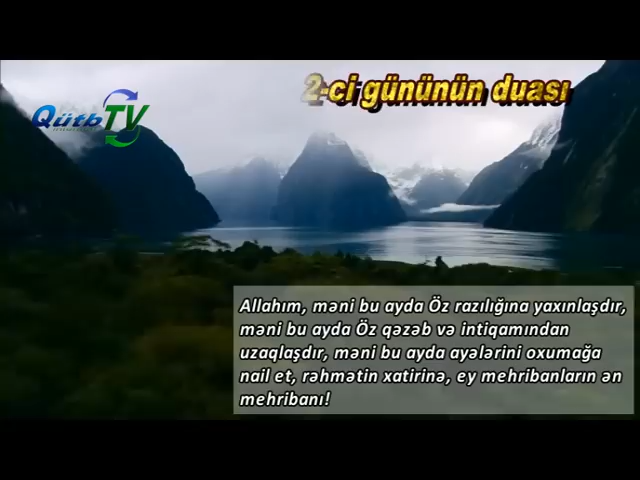 2-ci gününün duası
QütbTV
Allahım, məni bu ayda Öz razılığına yaxınlaşdır,
məni bu ayda Öz qəzəb və intiqamından
uzaqlaşdır, məni bu ayda ayələrini oxumağa
nail et, rəhmətin xatirinə, ey mehribanların ən
mehribanı!